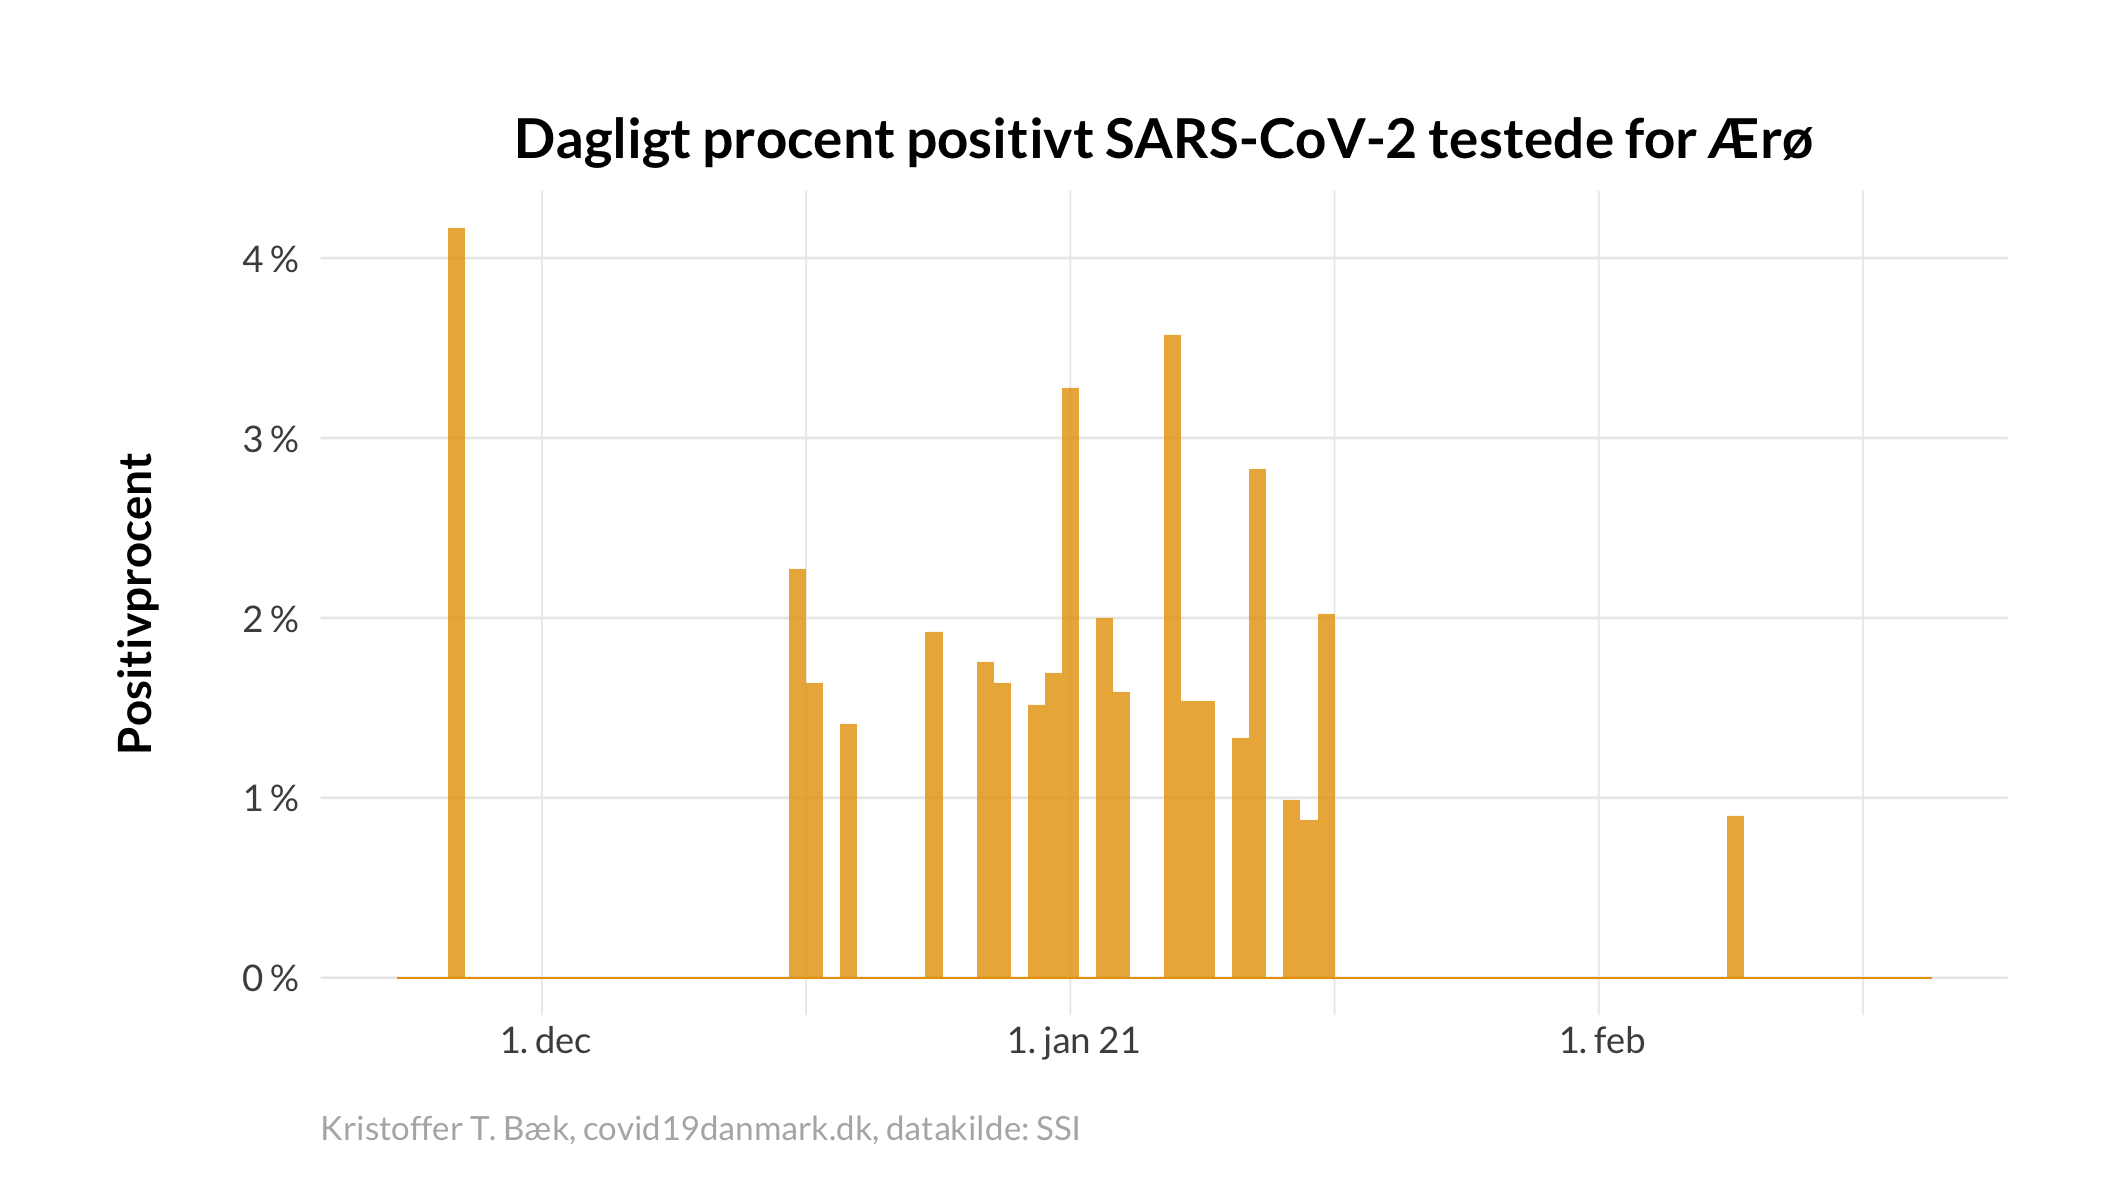 Dagligt procent positivt SARS-CoV-2 testede for Ærø
Positivprocent
4 %
3 %
2 %
1 %
0 %
1. dec
1. jan 21
1. feb
Kristoffer T. Bæk, covid19danmark.dk, datakilde: SSI